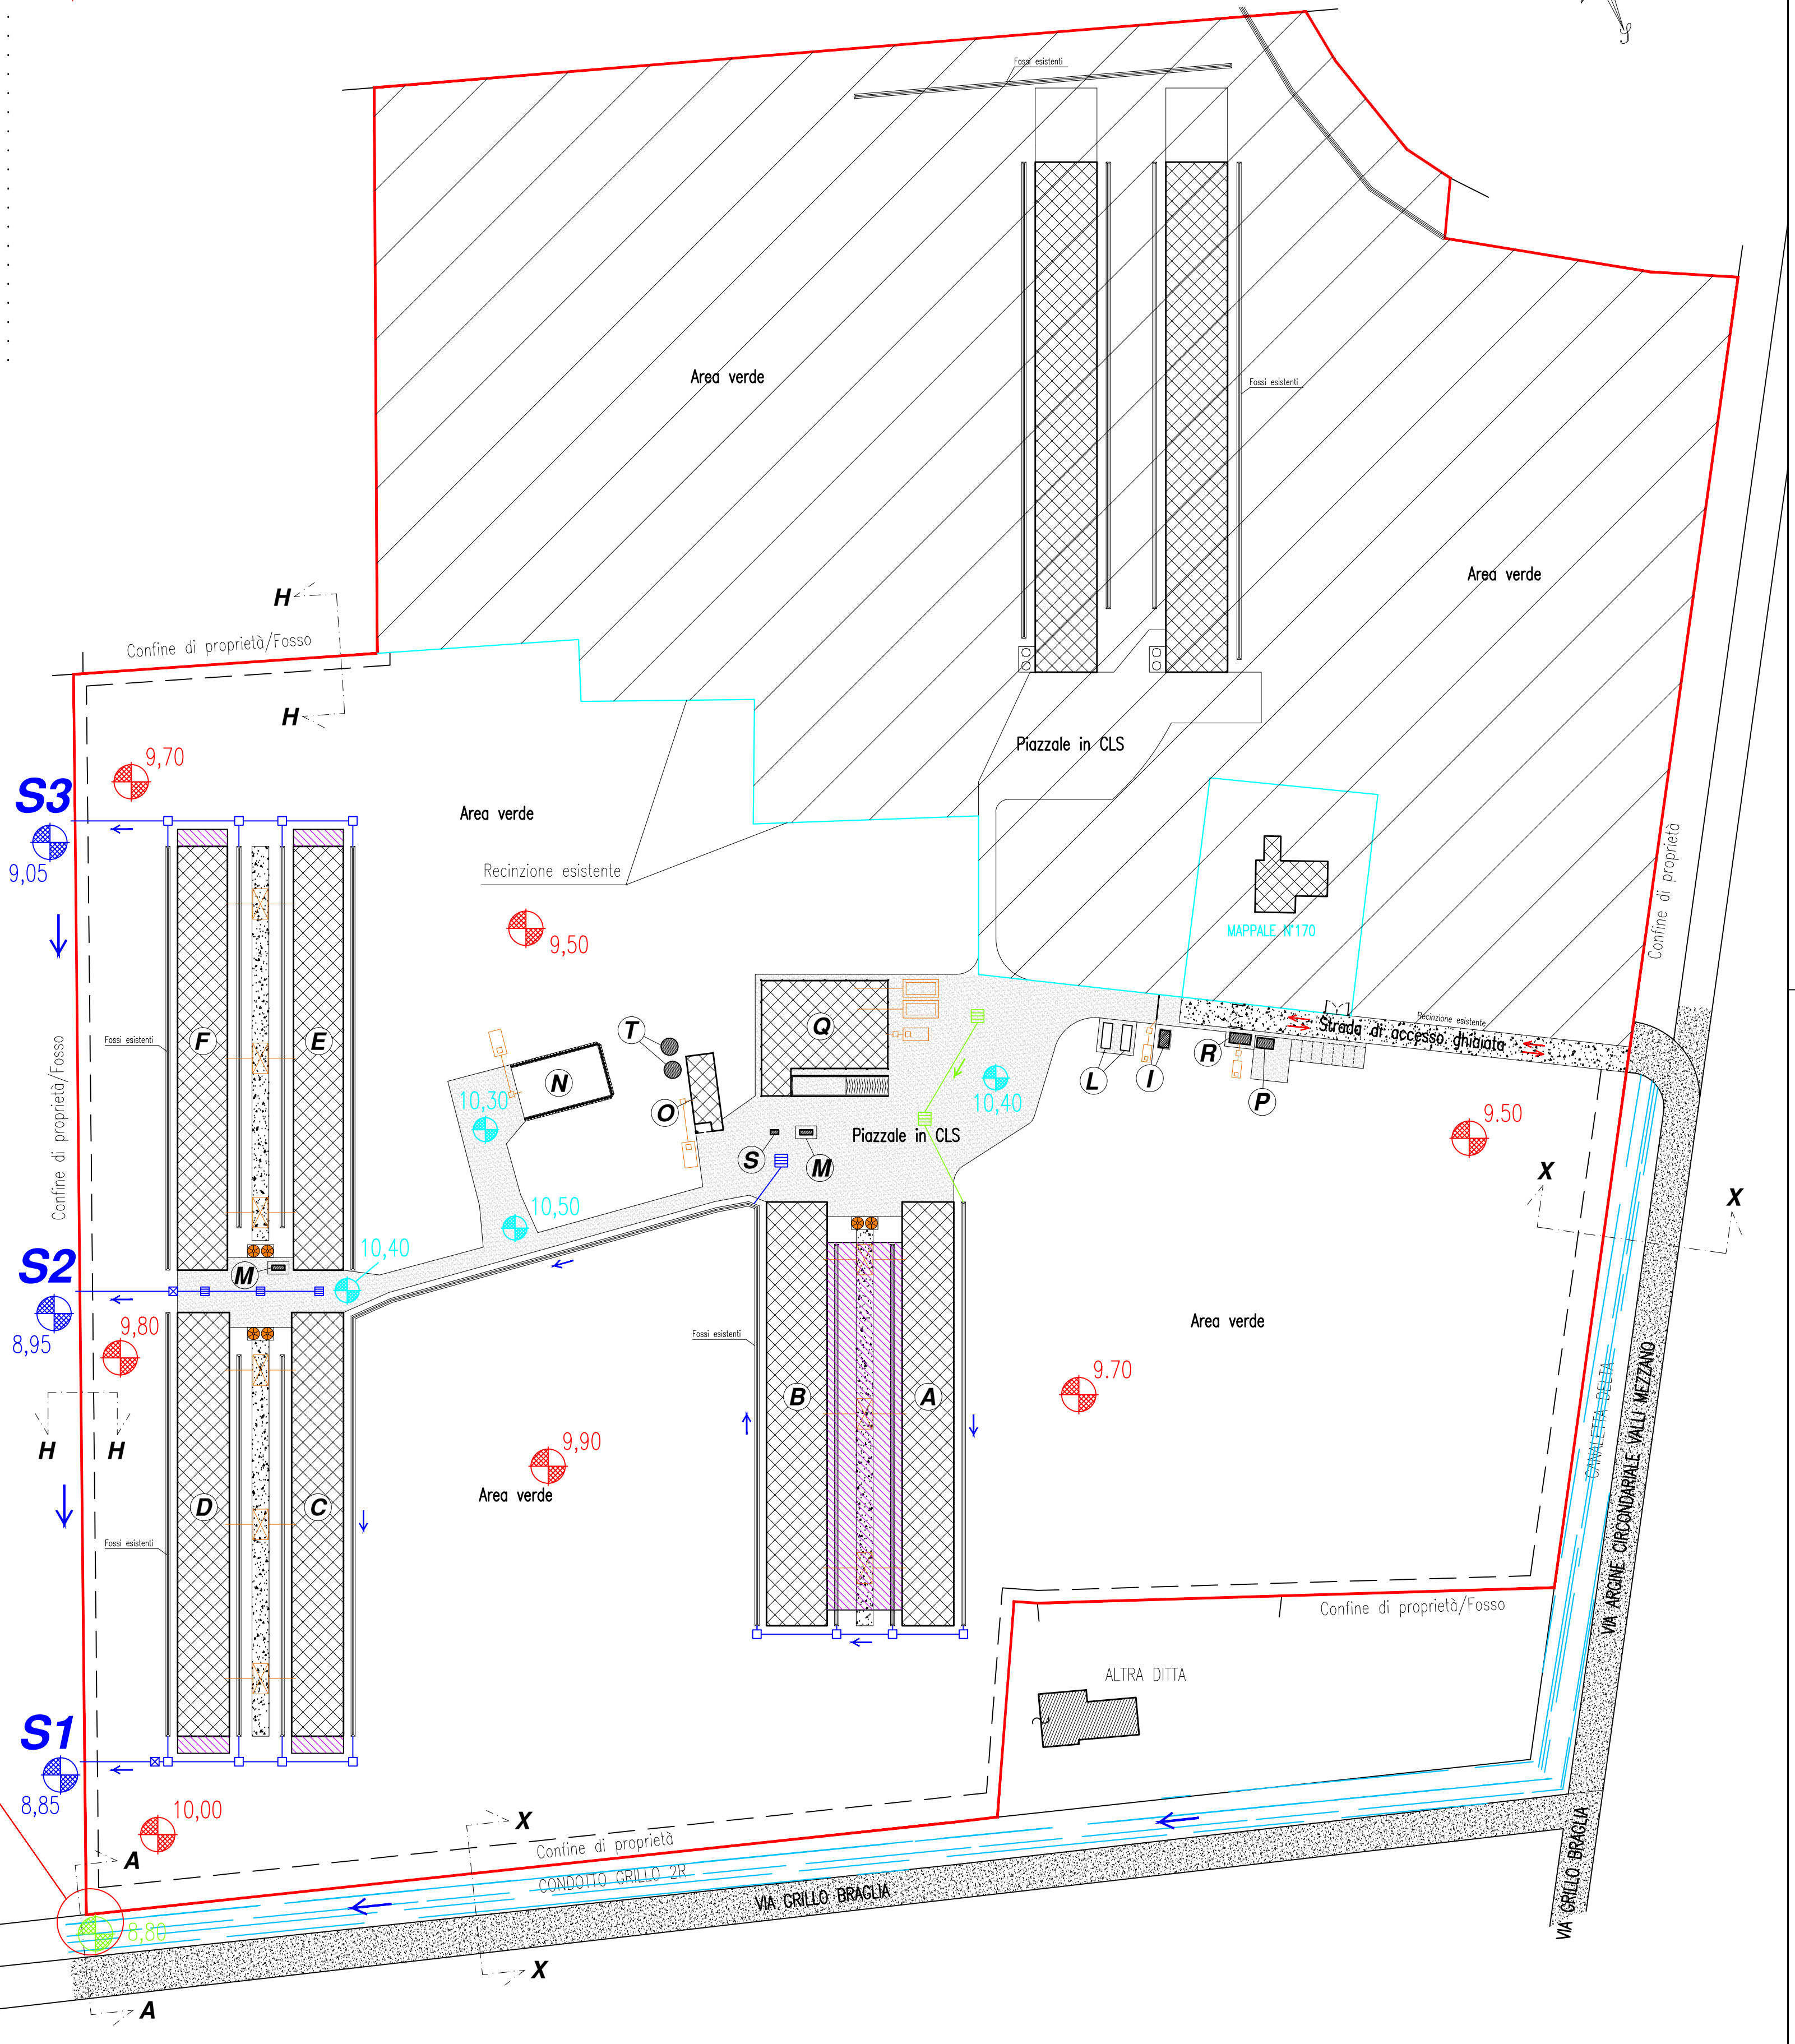 Fossi esistenti
Area verde
Fossi esistenti
Area verde
H
Confine di proprietà/Fosso
H
Piazzale in CLS
9,70
S3
9,05
Area verde
Recinzione esistente
Confine di proprietà
MAPPALE N°170
9,50
Fossi esistenti
F
E
Q
T
N
O
10,30
10,40
L
I
R
P
Recinzione esistente
Strada di accesso ghiaiata
Confine di proprietà/Fosso
Piazzale in CLS
S
M
9.50
X
X
10,50
10,40
S2
M
8,95
9,80
Fossi esistenti
Area verde
9.70
B
A
H
H
9,90
Area verde
D
C
Fossi esistenti
CANALETTA DELTA
VIA ARGINE CIRCONDARIALE VALLI MEZZANO
Confine di proprietà/Fosso
ALTRA DITTA
S1
8,85
10,00
X
Confine di proprietà
A
CONDOTTO GRILLO 2R
VIA GRILLO BRAGLIA
VIA GRILLO BRAGLIA
8,80
X
A